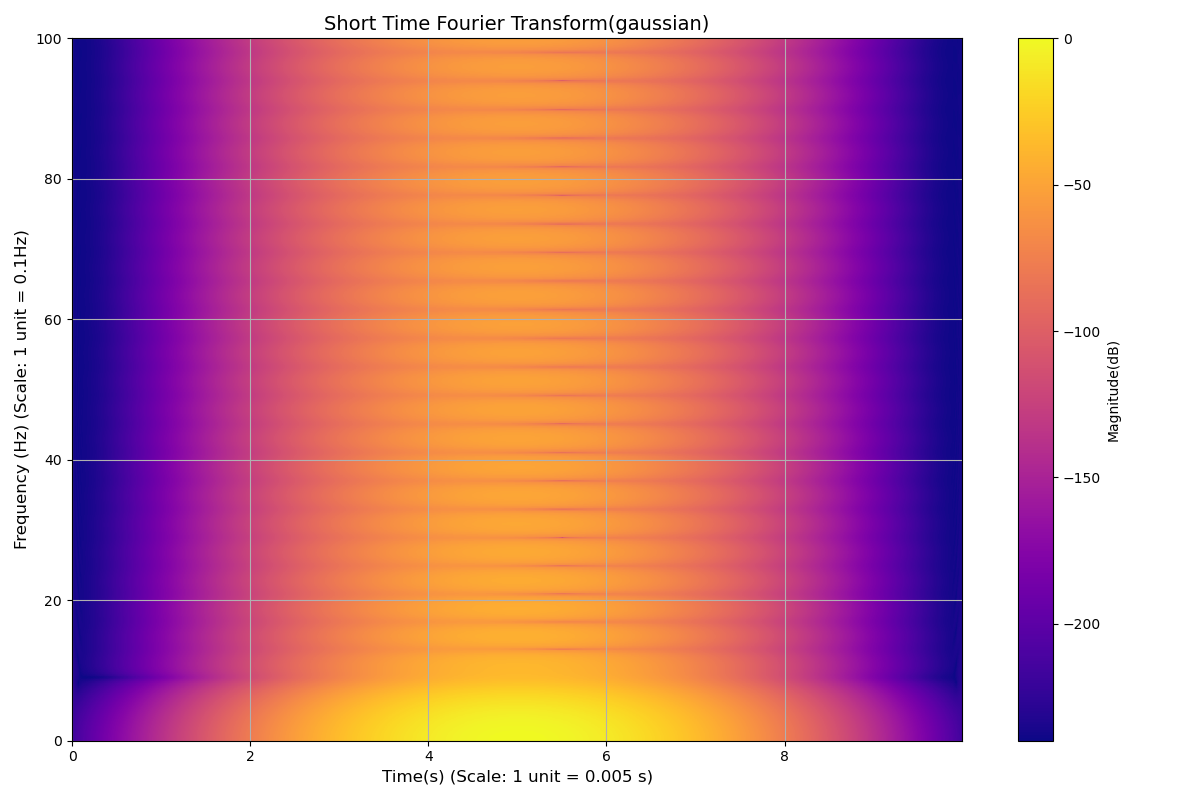 Short Time Fourier Transform(gaussian)
100
80
60
40
20
0
Frequency (Hz) (Scale: 1 unit = 0.1Hz)
0 2 4 6 8
Time(s) (Scale: 1 unit = 0.005 s)
0
−50
−100
−150
−200
Magnitude(dB)